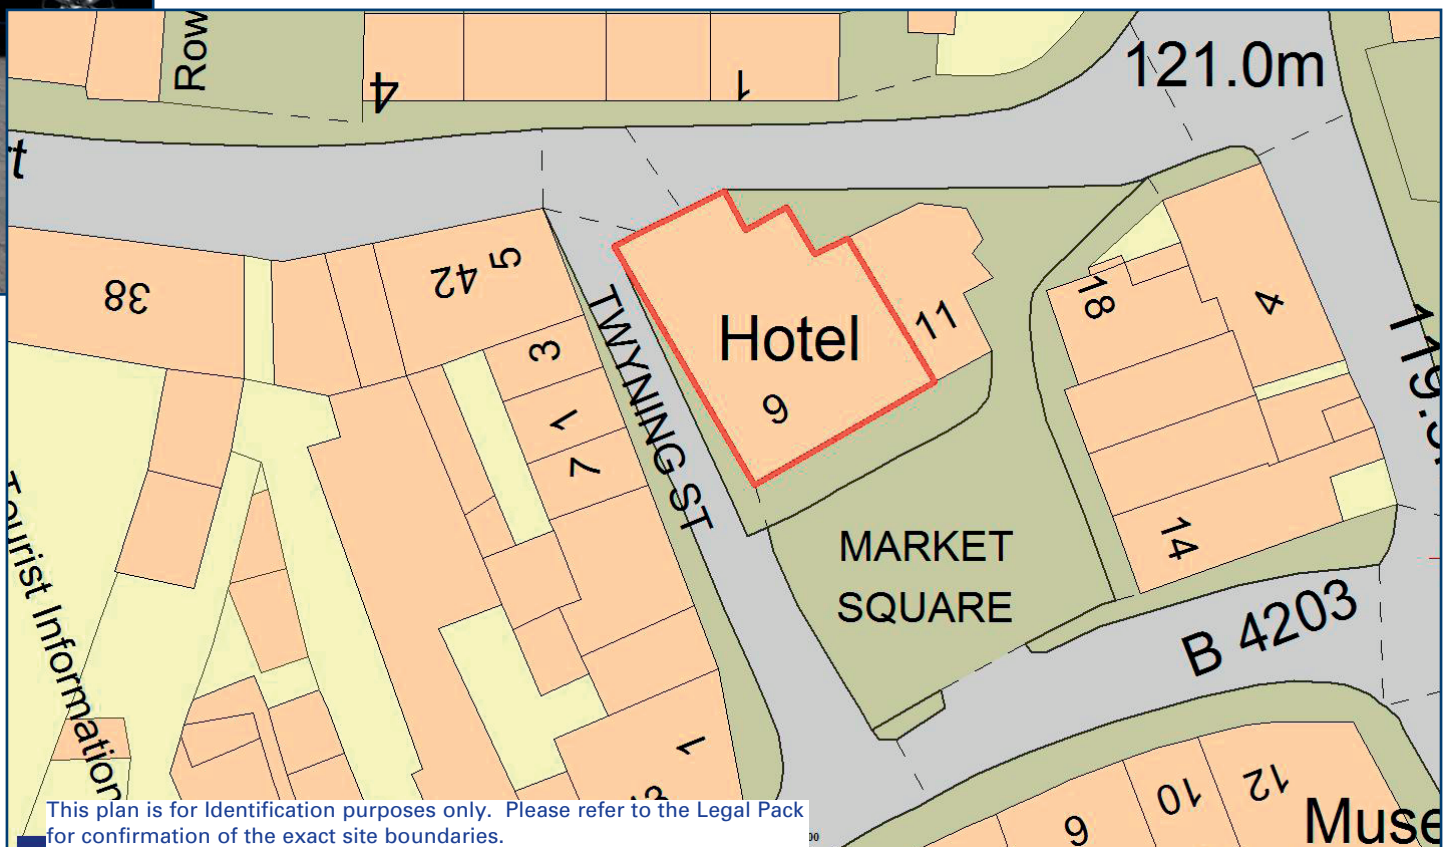 Row
4
1
121.0m
t
38
42
5
3
1
7
TWYNING ST
Hotel
9
11
18
4
14
MARKET
SQUARE
B 4203
Tourist Information
1
9
10
12
Muse
This plan is for Identification purposes only. Please refer to the Legal Pack
for confirmation of the exact site boundaries.